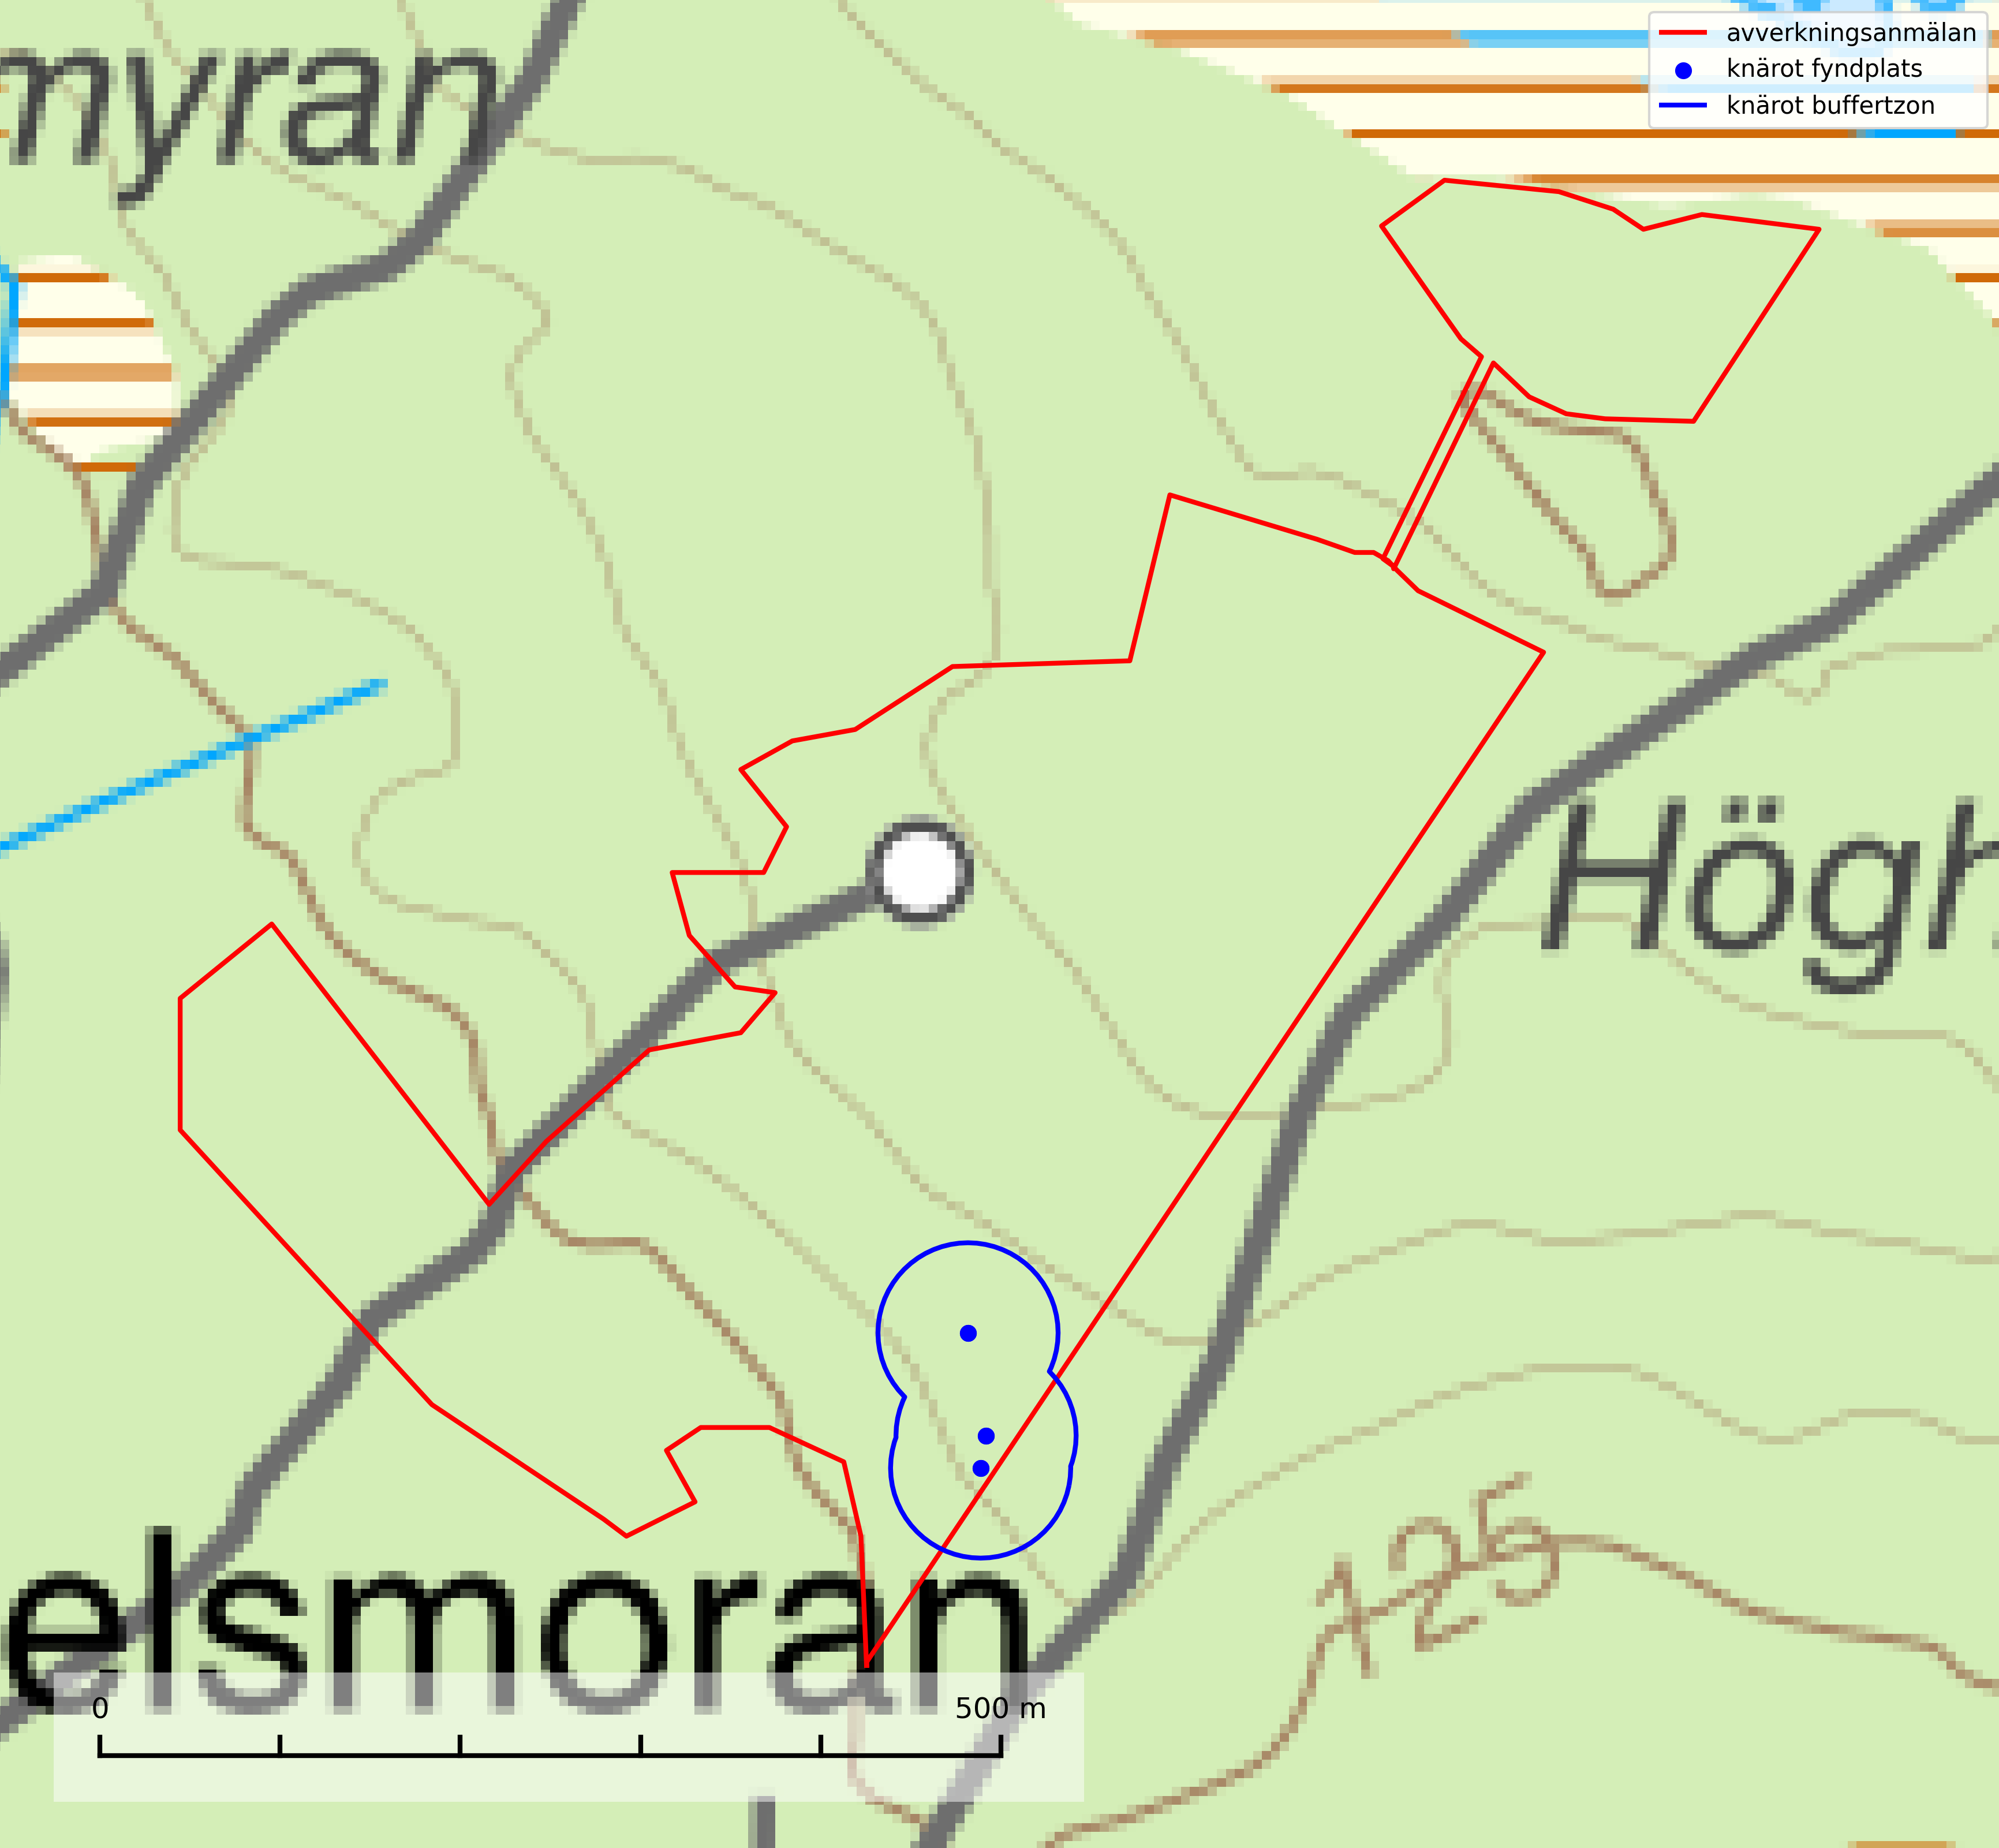 avverkningsanmälan
knärot fyndplats
knärot buffertzon
myran
Högh
125
elsmoran
0 500 m